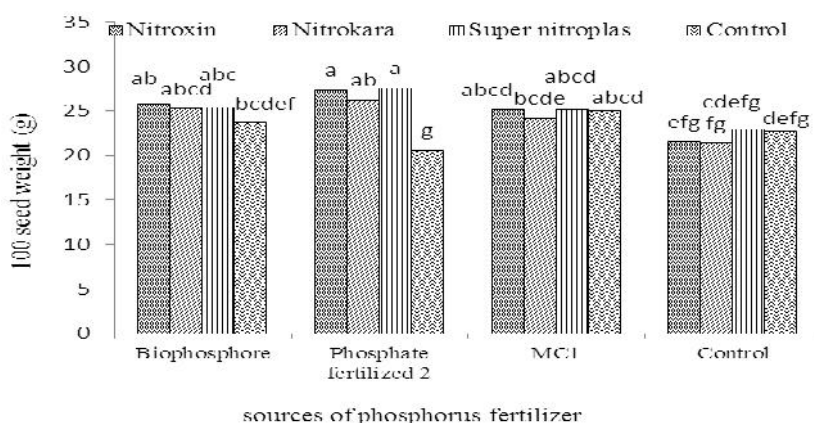 35
Nitroxin Nitrokara Super nitroplas Control
30
25
20
15
10
5
0
100 seed weight (g)
ab abcd abc bcdef
a ab a g
abcd bcde abcd abcd
efg fg cdefg defg
Biophosphore Phosphate fertilized 2 MC1 Control
sources of phosphorus fertilizer